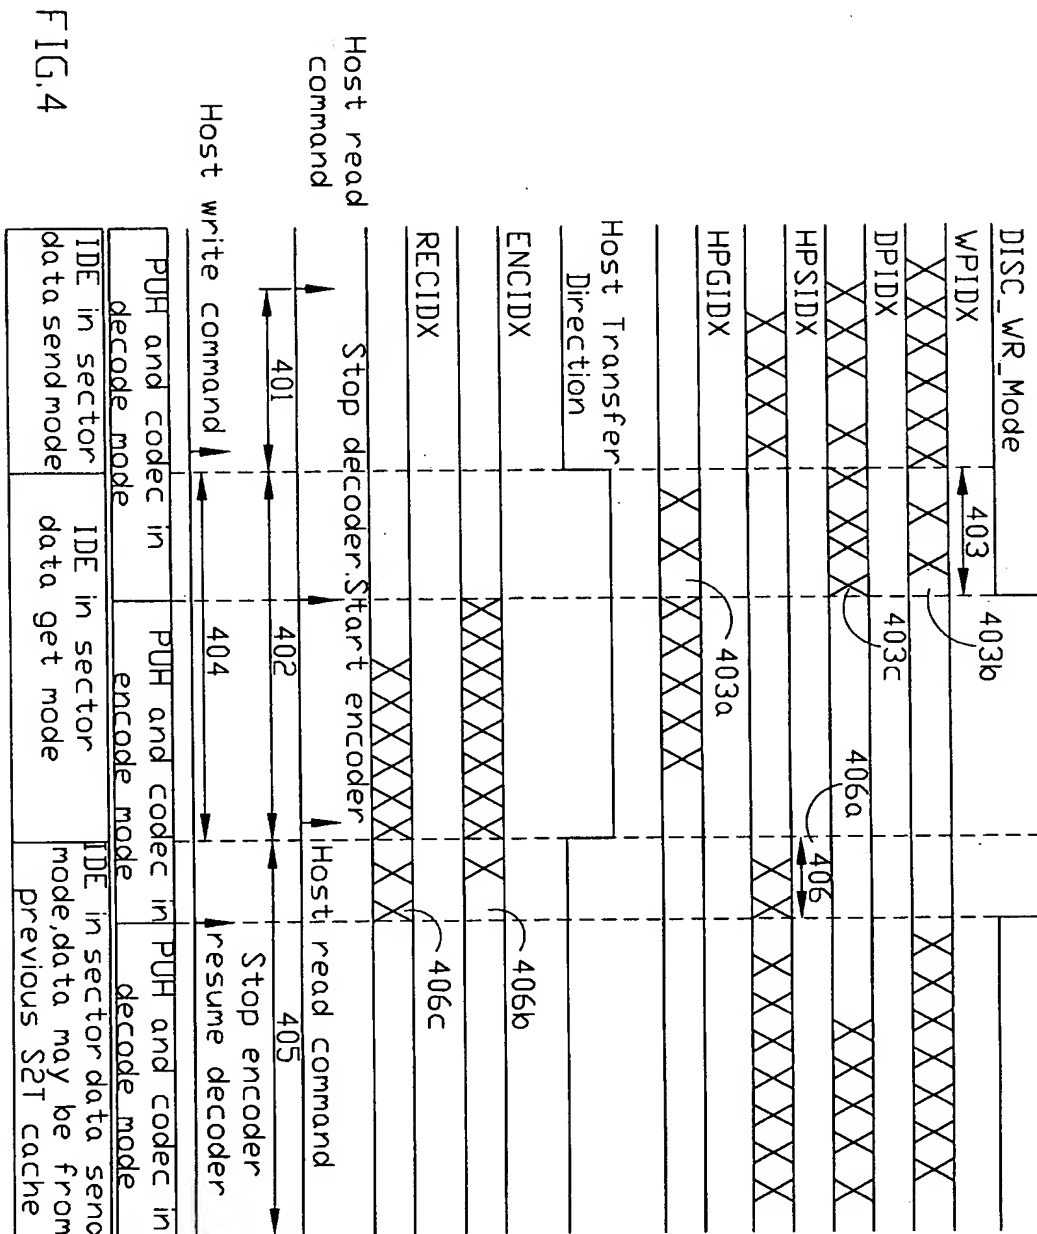 DISC_WR_Mode
WPIDX
DPIDX
HPSIDX
HPGIDX
Host Transfer
Direction
ENCIDX
RECIDX
403
403b
403c
403a
406a
406
406b
406c
Host read
command
Stop decoder.Start encoder
Host read command
401
402
405
Stop encoder
resume decoder
Host write command
404
PUH and codec in
decode mode
PUH and codec in
encode mode
PUH and codec in
decode mode
IDE in sector
data send mode
IDE in sector
data get mode
IDE in sector data send
mode,data may be from
previous S2T cache
FIG.4